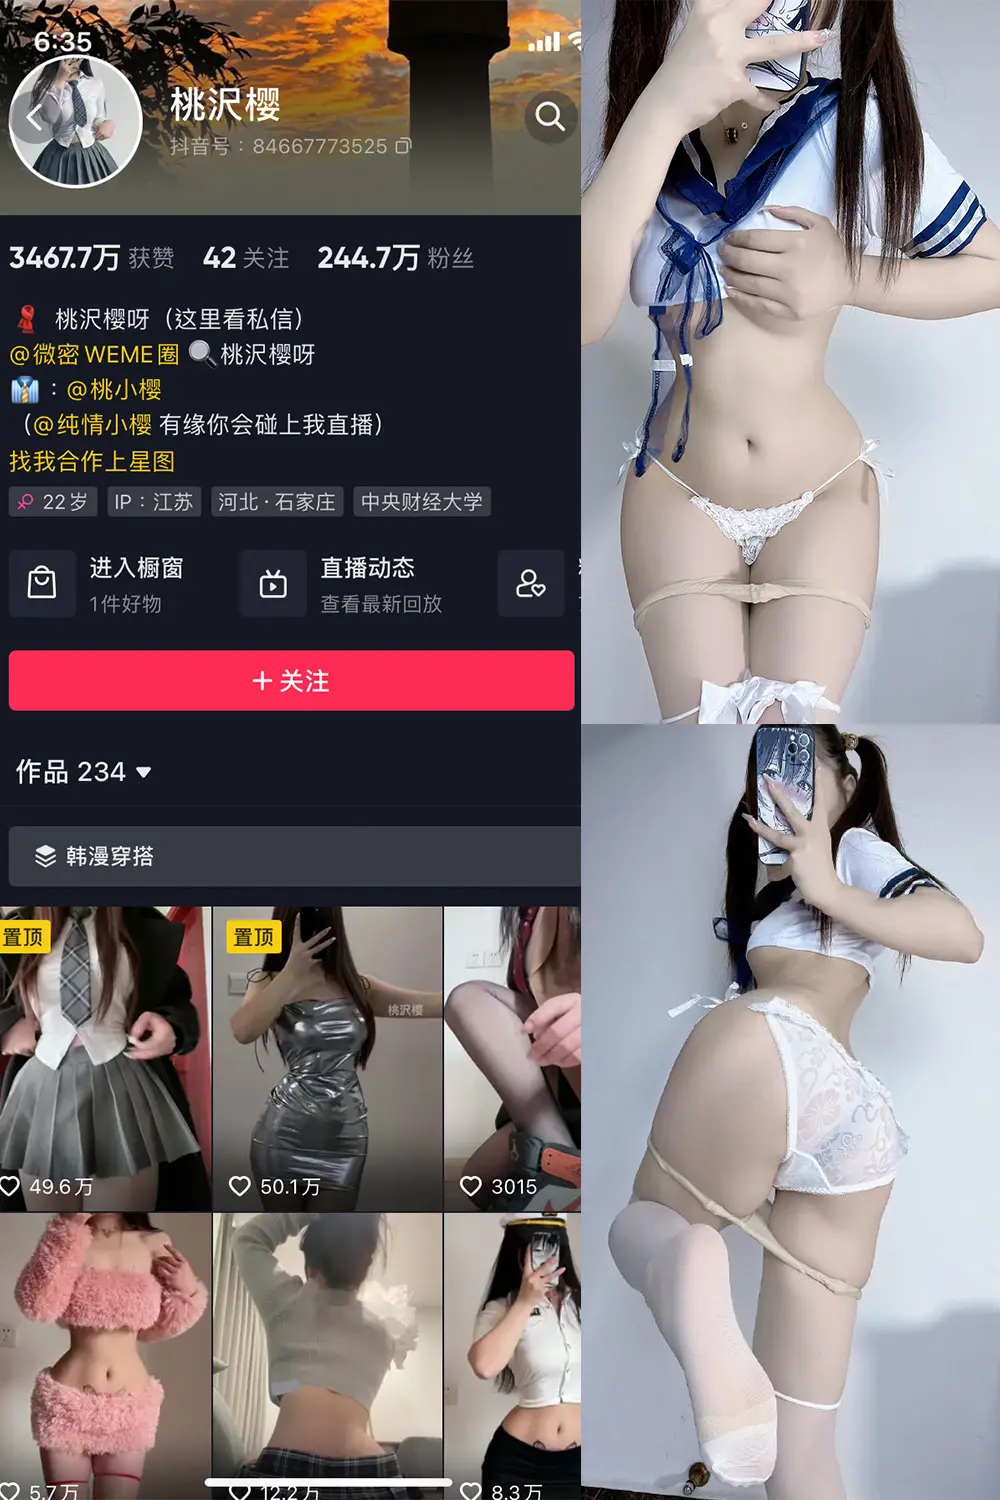 6:35
桃沢樱
抖音号：84667773525
3467.7万 获赞 42 关注 244.7万 粉丝
桃沢樱呀（这里看私信）
@微密WEME圈 🔍桃沢樱呀
👔：@桃小樱
（@纯情小樱 有缘你会碰上我直播）
找我合作上星图
22岁 IP：江苏 河北·石家庄 中央财经大学
进入橱窗 直播动态
1件好物 查看最新回放
+ 关注
作品 234
韩漫穿搭
置顶 置顶
桃沢樱
49.6万 50.1万 3015
5.7万 12.2万 8.3万